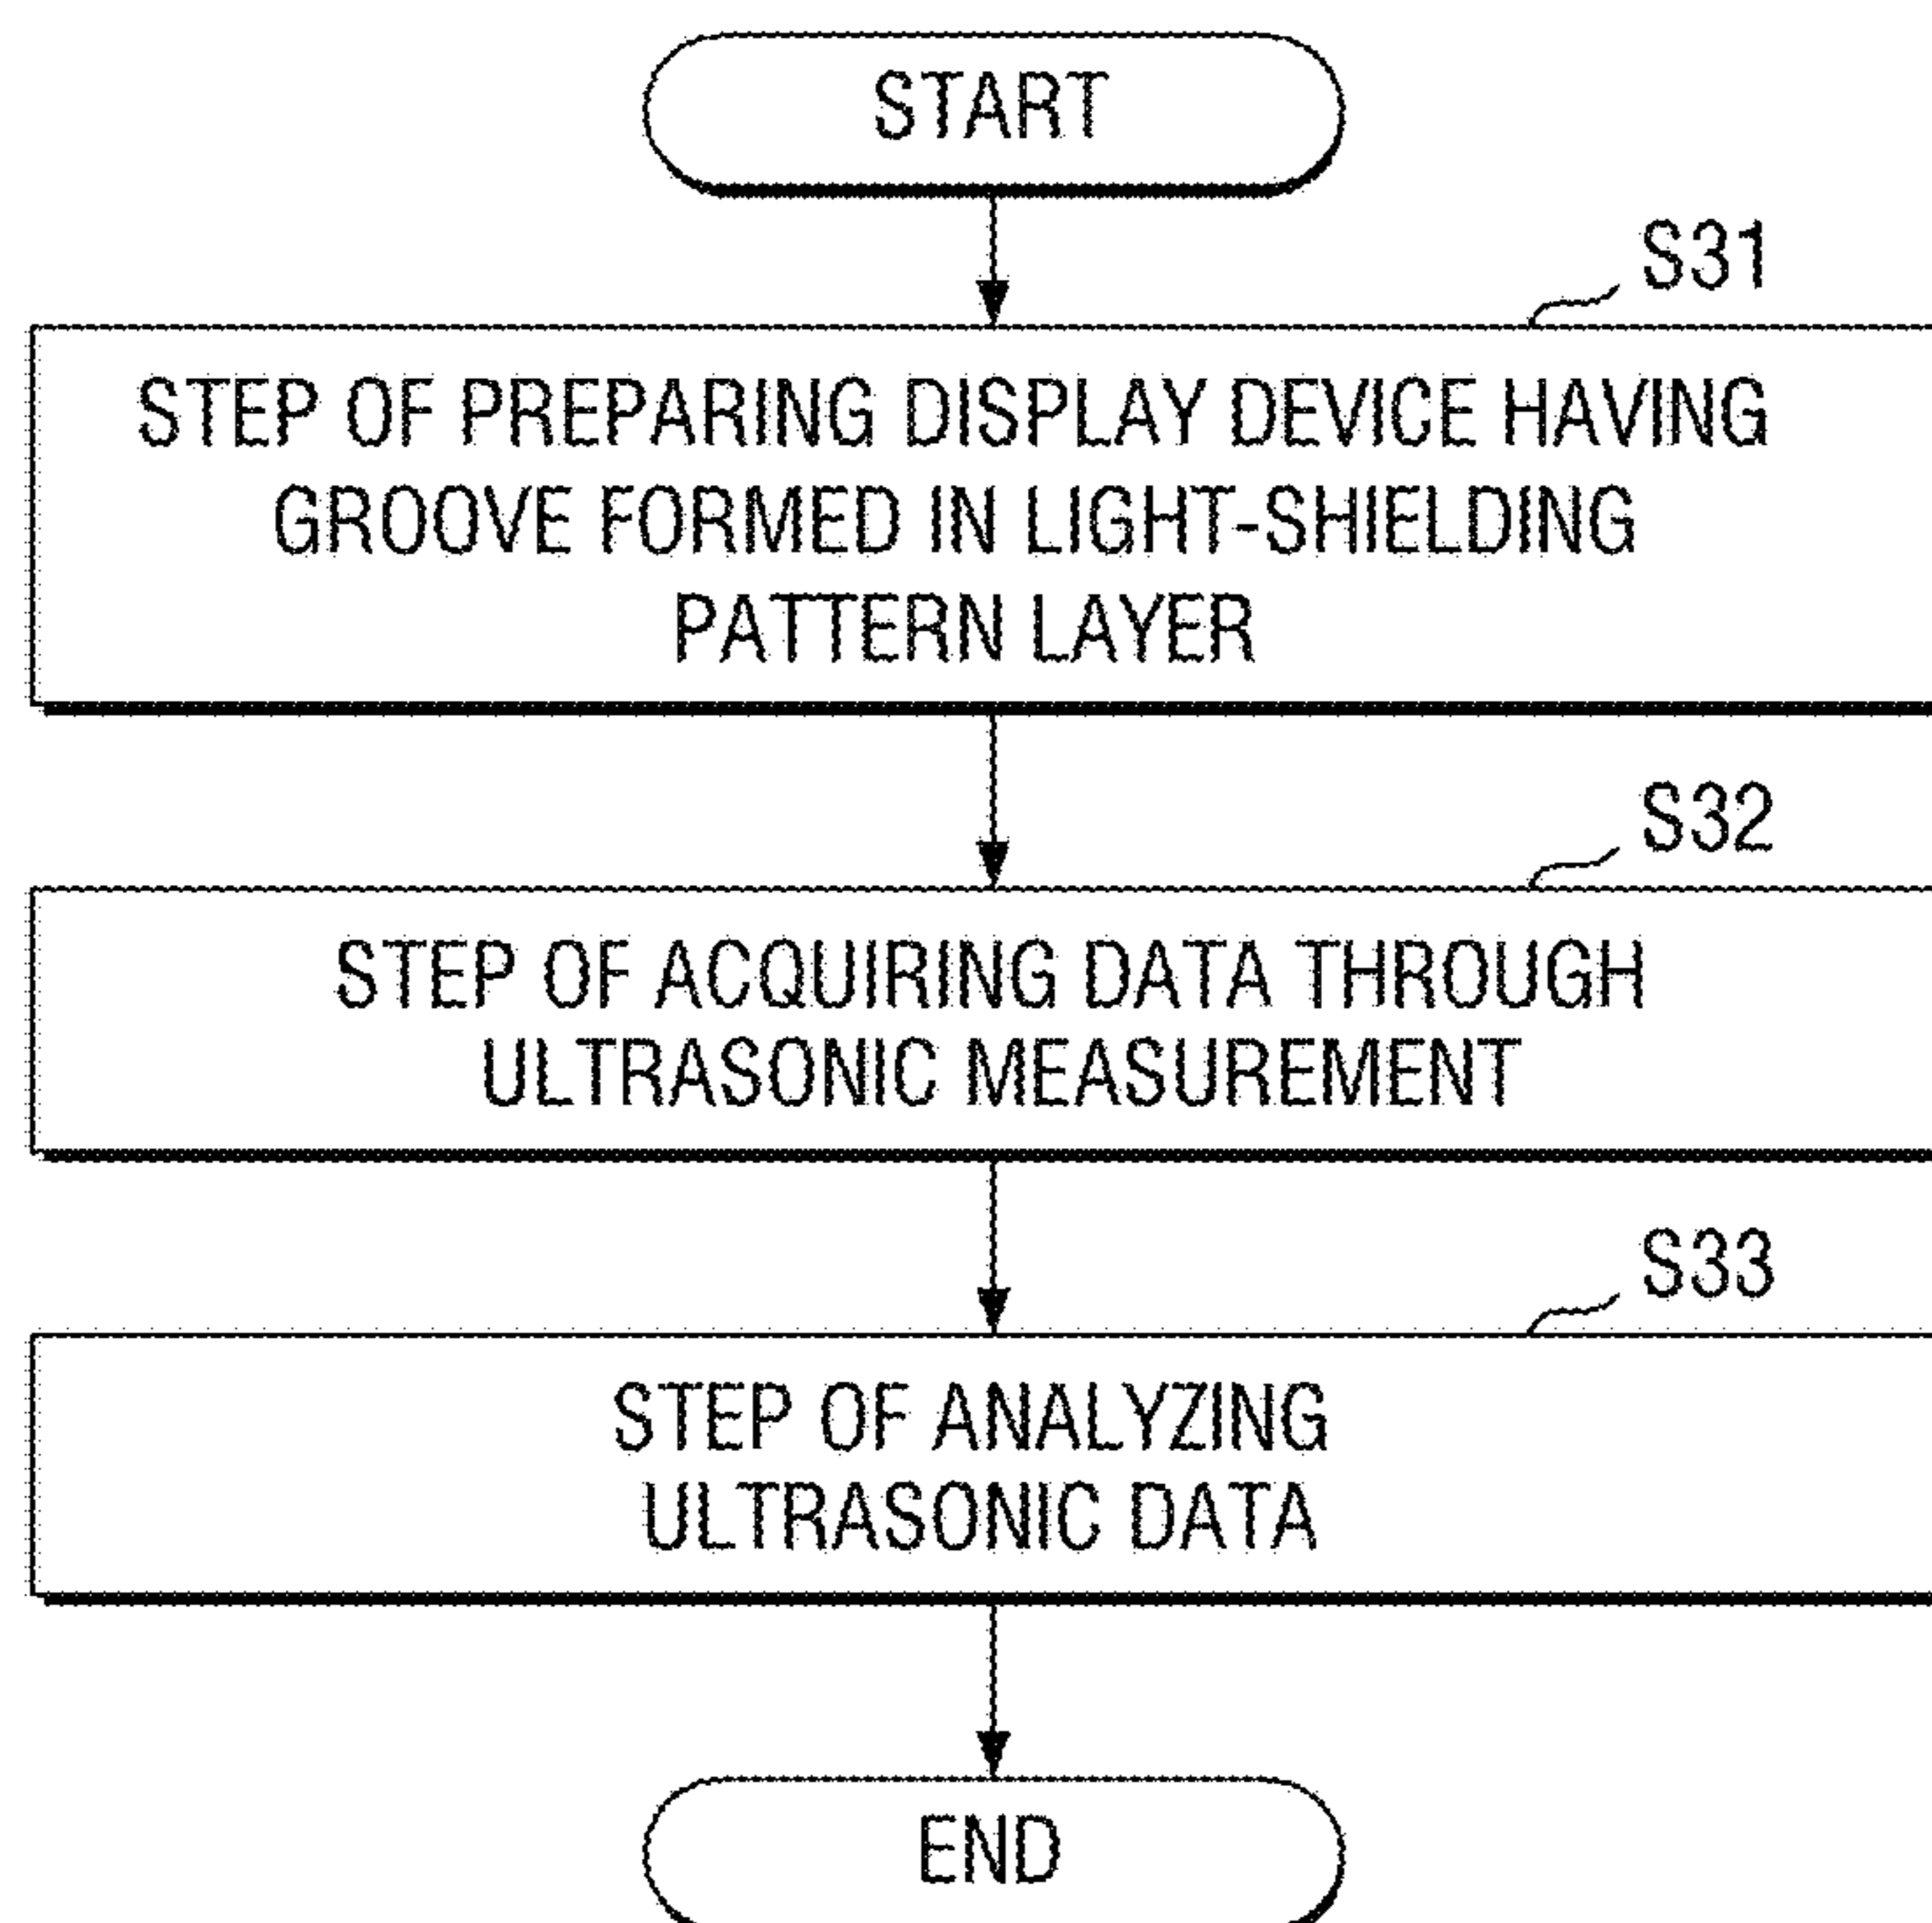 START
S31
STEP OF PREPARING DISPLAY DEVICE HAVING
GROOVE FORMED IN LIGHT-SHIELDING
PATTERN LAYER
S32
STEP OF ACQUIRING DATA THROUGH
ULTRASONIC MEASUREMENT
S33
STEP OF ANALYZING
ULTRASONIC DATA
END